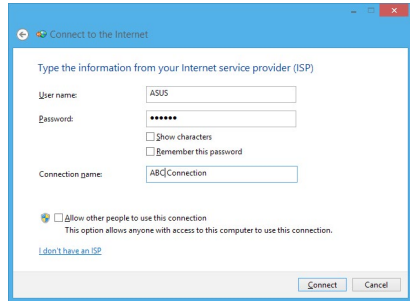 Connect to the Internet
Type the information from your Internet service provider (ISP)
User name:
ASUS
Password:
••••••
Show characters
Remember this password
Connection name:
ABC Connection
Allow other people to use this connection
This option allows anyone with access to this computer to use this connection.
I don't have an ISP
Connect
Cancel